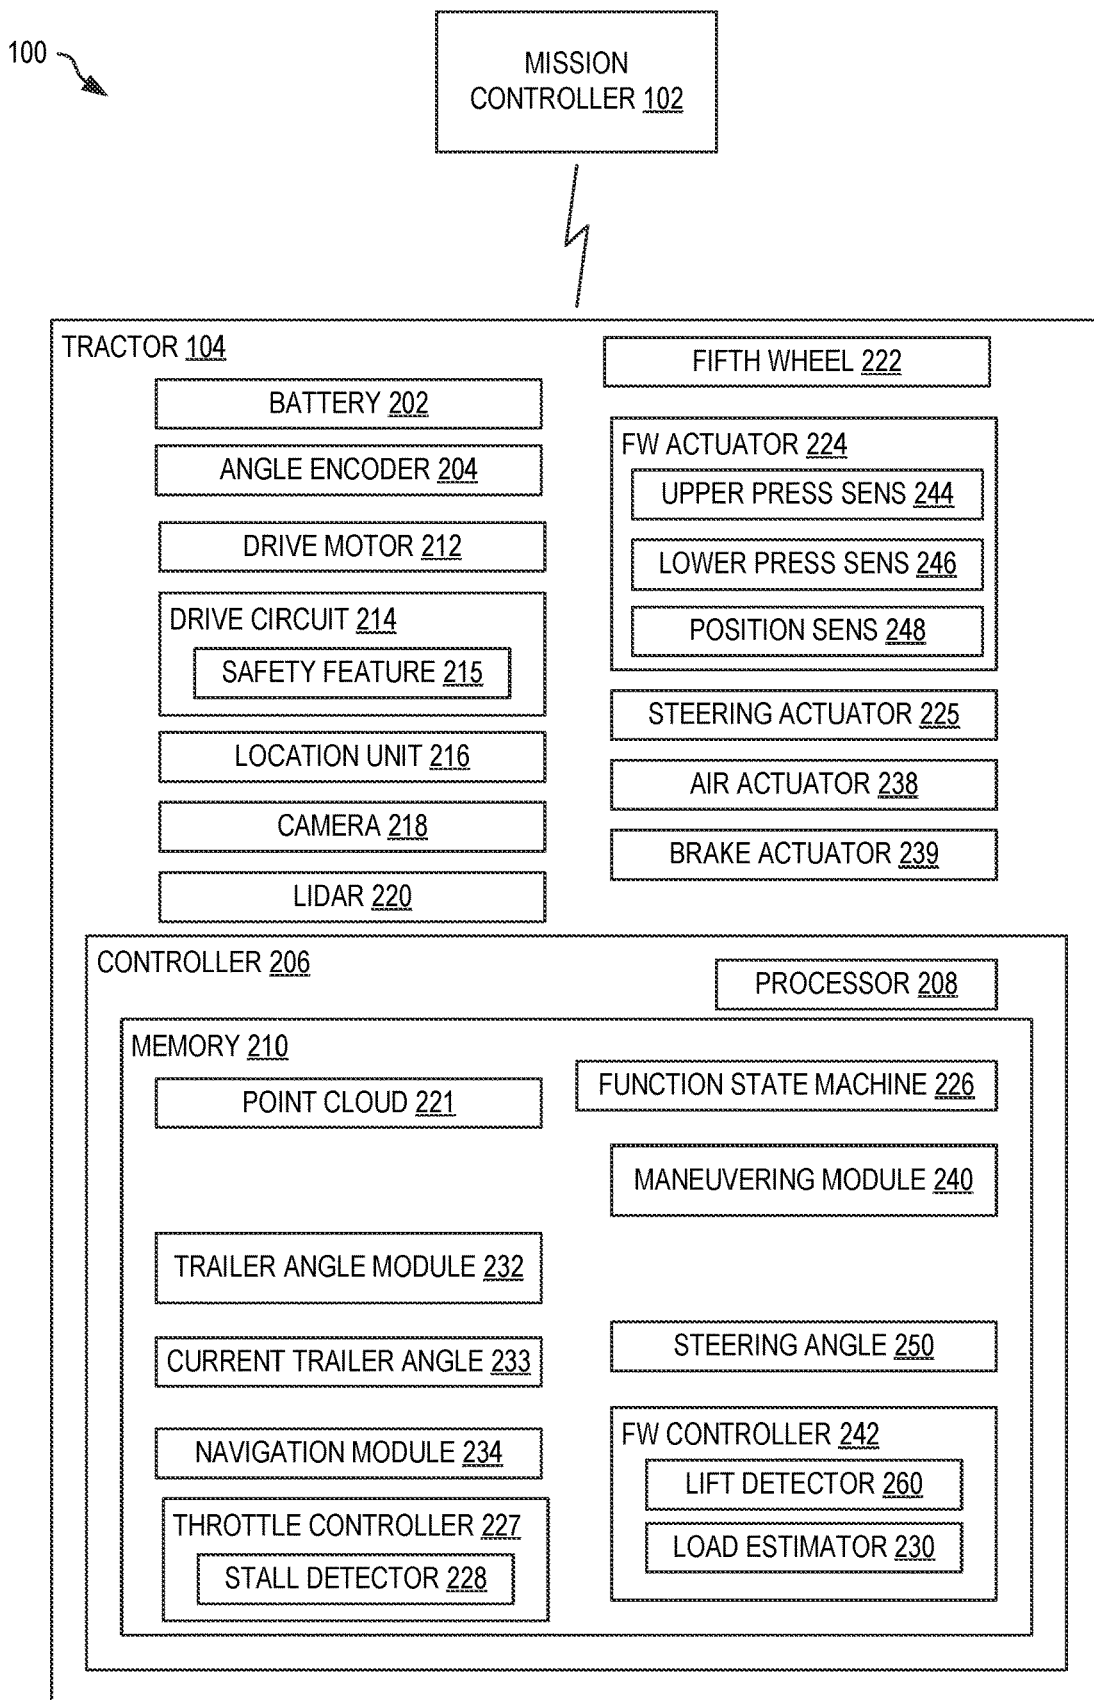 100
MISSION
CONTROLLER 102
TRACTOR 104
BATTERY 202
ANGLE ENCODER 204
DRIVE MOTOR 212
DRIVE CIRCUIT 214
SAFETY FEATURE 215
LOCATION UNIT 216
CAMERA 218
LIDAR 220
FIFTH WHEEL 222
FW ACTUATOR 224
UPPER PRESS SENS 244
LOWER PRESS SENS 246
POSITION SENS 248
STEERING ACTUATOR 225
AIR ACTUATOR 238
BRAKE ACTUATOR 239
CONTROLLER 206
PROCESSOR 208
MEMORY 210
POINT CLOUD 221
TRAILER ANGLE MODULE 232
CURRENT TRAILER ANGLE 233
NAVIGATION MODULE 234
THROTTLE CONTROLLER 227
STALL DETECTOR 228
FUNCTION STATE MACHINE 226
MANEUVERING MODULE 240
STEERING ANGLE 250
FW CONTROLLER 242
LIFT DETECTOR 260
LOAD ESTIMATOR 230